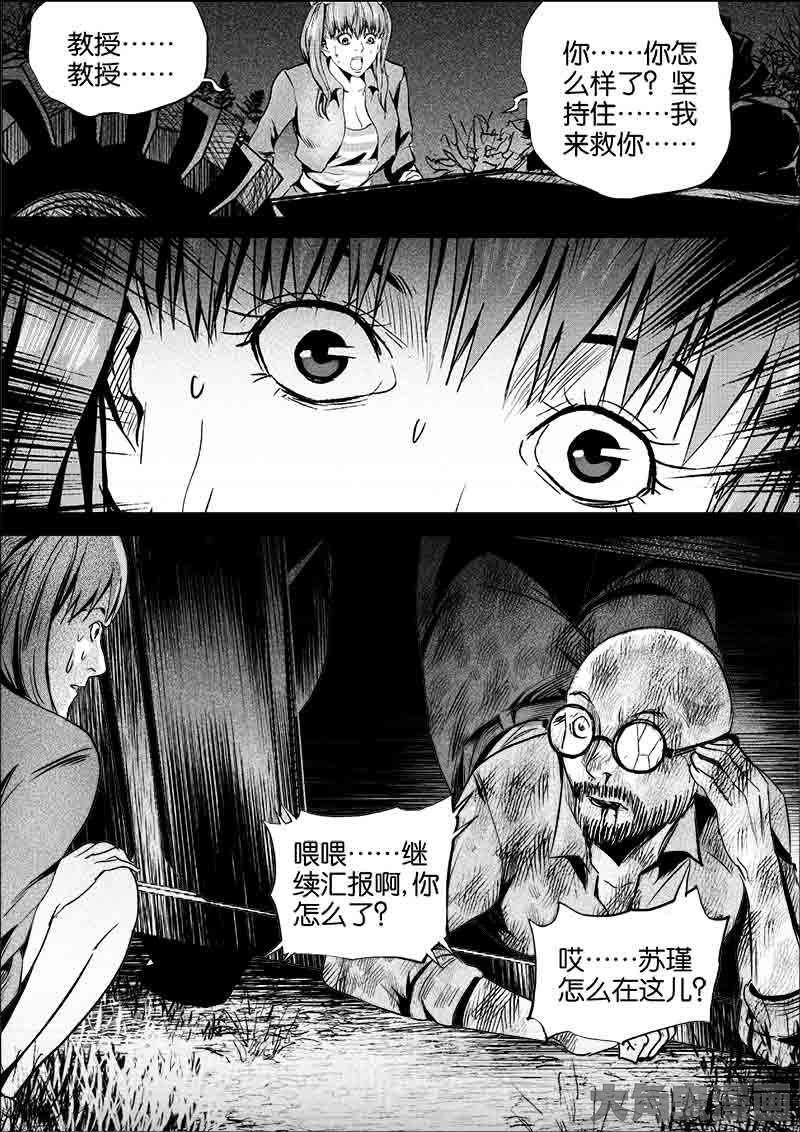 教授……
教授……
你……你怎
么样了？坚
持住……我
来救你……
喂喂……继
续汇报啊，你
怎么了？
哎……苏瑾
怎么在这儿？